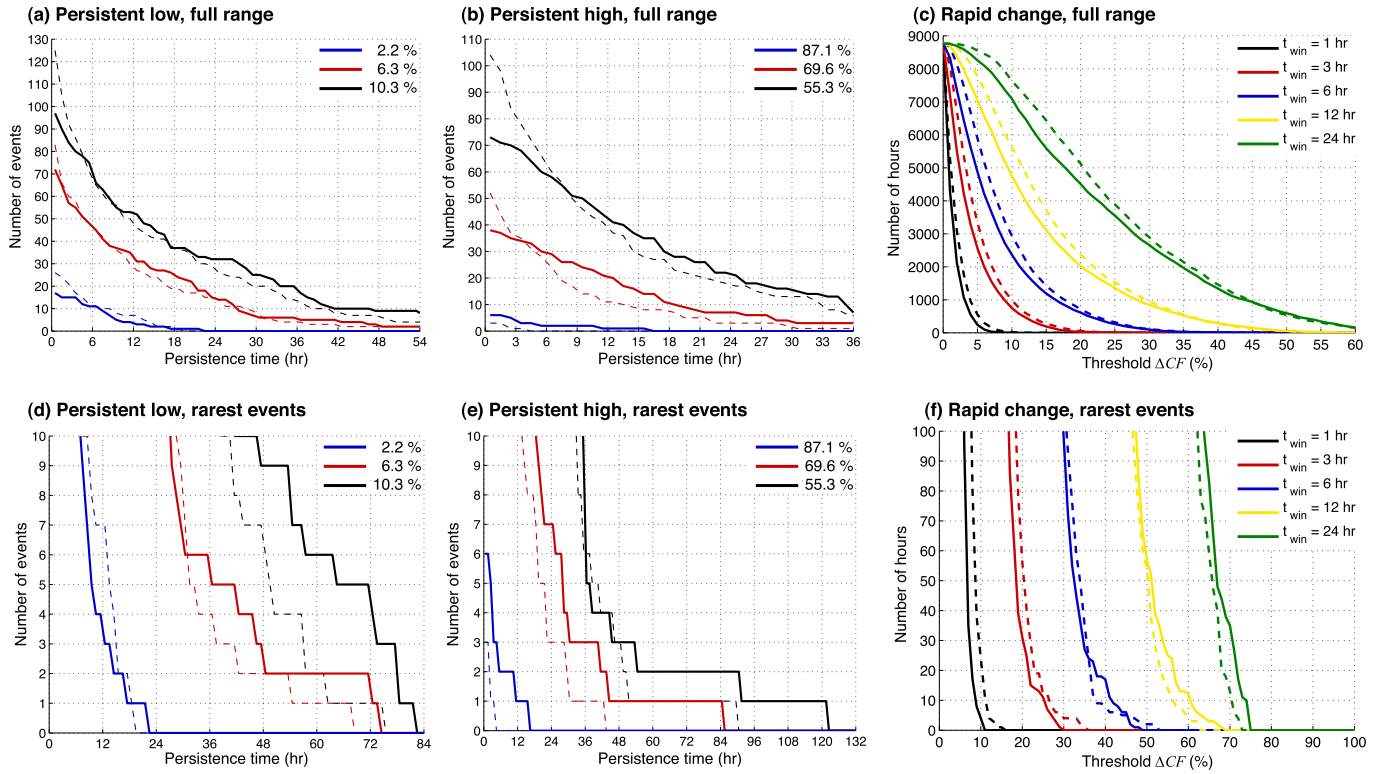 (a) Persistent low, full range
130
120
110
100
90
80
70
60
50
40
30
20
10
0
Number of events
0 6 12 18 24 30 36 42 48 54
Persistence time (hr)
2.2 %
6.3 %
10.3 %
(b) Persistent high, full range
110
100
90
80
70
60
50
40
30
20
10
0
Number of events
0 3 6 9 12 15 18 21 24 27 30 33 36
Persistence time (hr)
87.1 %
69.6 %
55.3 %
(c) Rapid change, full range
9000
8000
7000
6000
5000
4000
3000
2000
1000
0
Number of hours
0 5 10 15 20 25 30 35 40 45 50 55 60
Threshold ΔCF (%)
t win = 1 hr
t win = 3 hr
t win = 6 hr
t win = 12 hr
t win = 24 hr
(d) Persistent low, rarest events
10
9
8
7
6
5
4
3
2
1
0
Number of events
0 12 24 36 48 60 72 84
Persistence time (hr)
2.2 %
6.3 %
10.3 %
(e) Persistent high, rarest events
10
9
8
7
6
5
4
3
2
1
0
Number of events
0 12 24 36 48 60 72 84 96 108 120 132
Persistence time (hr)
87.1 %
69.6 %
55.3 %
(f) Rapid change, rarest events
100
90
80
70
60
50
40
30
20
10
0
Number of hours
0 10 20 30 40 50 60 70 80 90 100
Threshold ΔCF (%)
t win = 1 hr
t win = 3 hr
t win = 6 hr
t win = 12 hr
t win = 24 hr